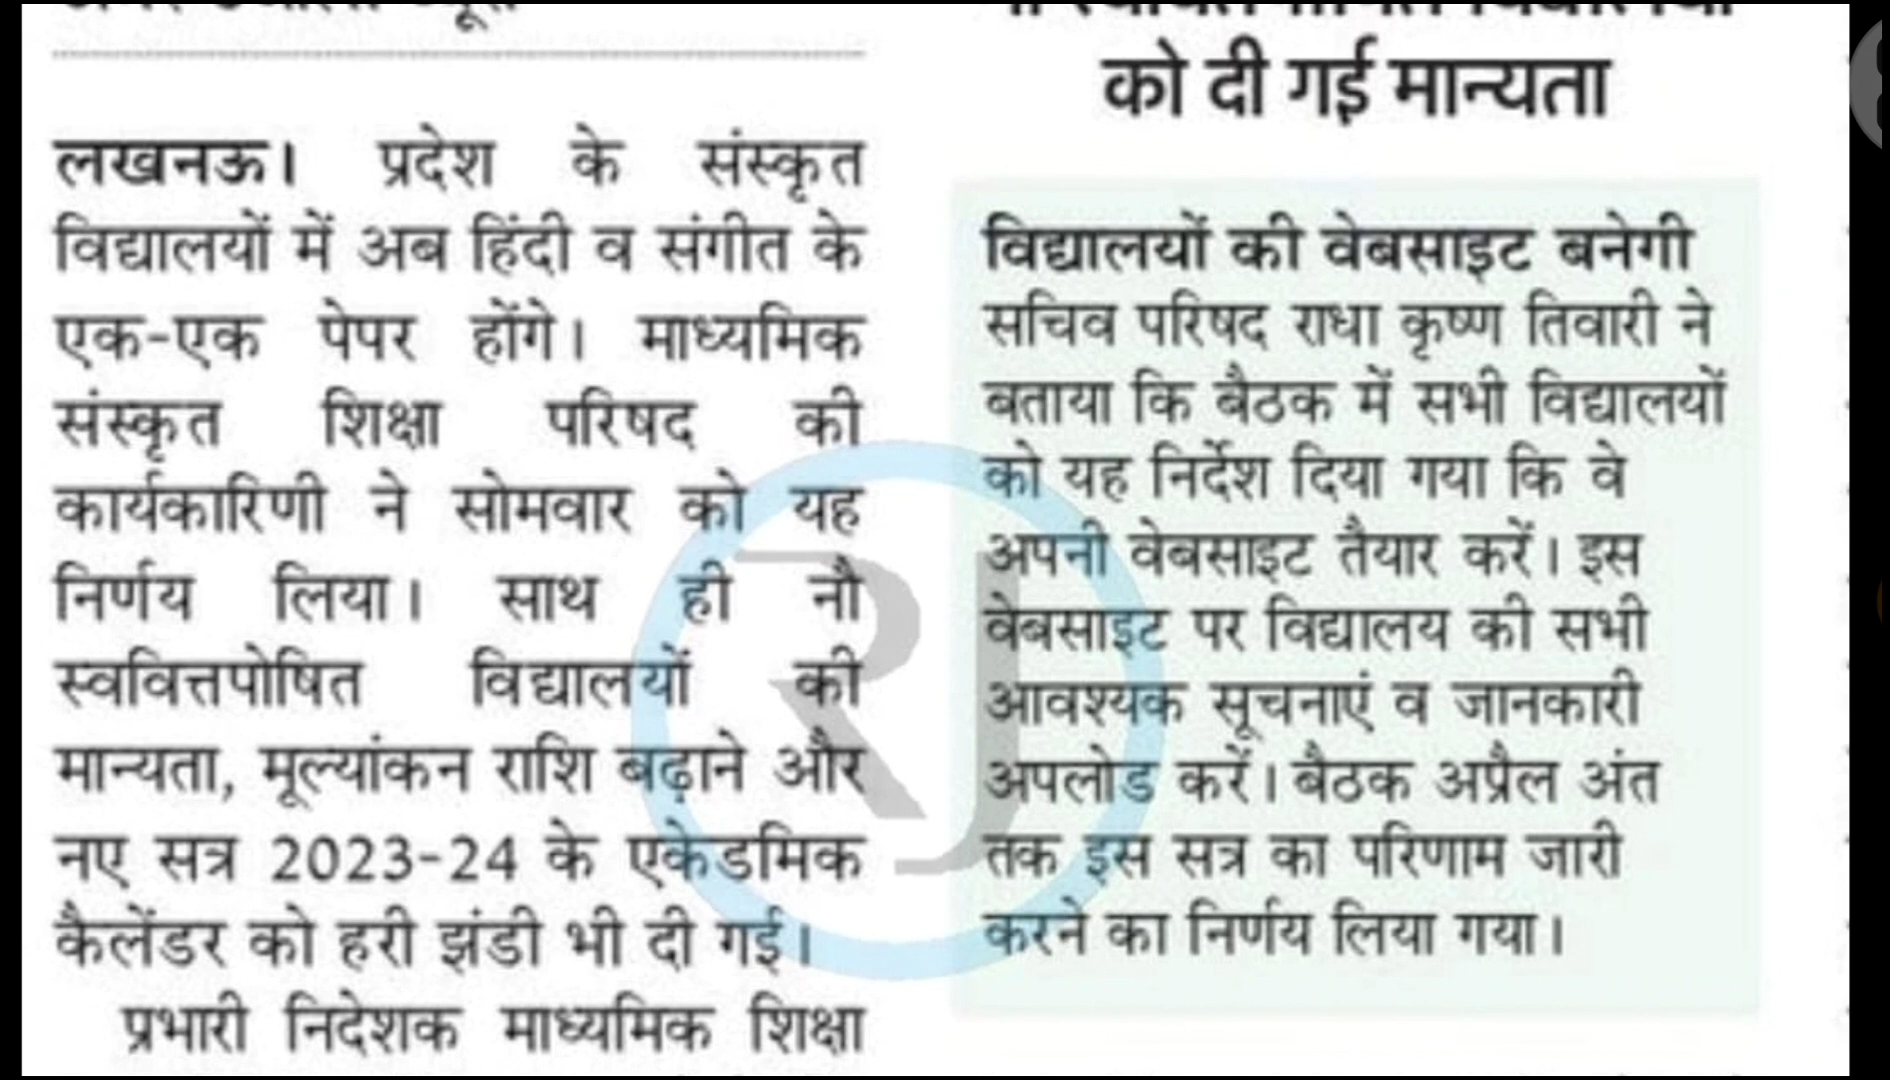 लखनऊ। प्रदेश के संस्कृत
विद्यालयों में अब हिंदी व संगीत के
एक-एक पेपर होंगे। माध्यमिक
संस्कृत शिक्षा परिषद की
कार्यकारिणी ने सोमवार को यह
निर्णय लिया। साथ ही नौ
स्ववित्तपोषित विद्यालयों की
मान्यता, मूल्यांकन राशि बढ़ाने और
नए सत्र 2023-24 के एकेडमिक
कैलेंडर को हरी झंडी भी दी गई।
प्रभारी निदेशक माध्यमिक शिक्षा
को दी गई मान्यता
विद्यालयों की वेबसाइट बनेगी
सचिव परिषद राधा कृष्ण तिवारी ने
बताया कि बैठक में सभी विद्यालयों
को यह निर्देश दिया गया कि वे
अपनी वेबसाइट तैयार करें। इस
वेबसाइट पर विद्यालय की सभी
आवश्यक सूचनाएं व जानकारी
अपलोड करें। बैठक अप्रैल अंत
तक इस सत्र का परिणाम जारी
करने का निर्णय लिया गया।
RJ